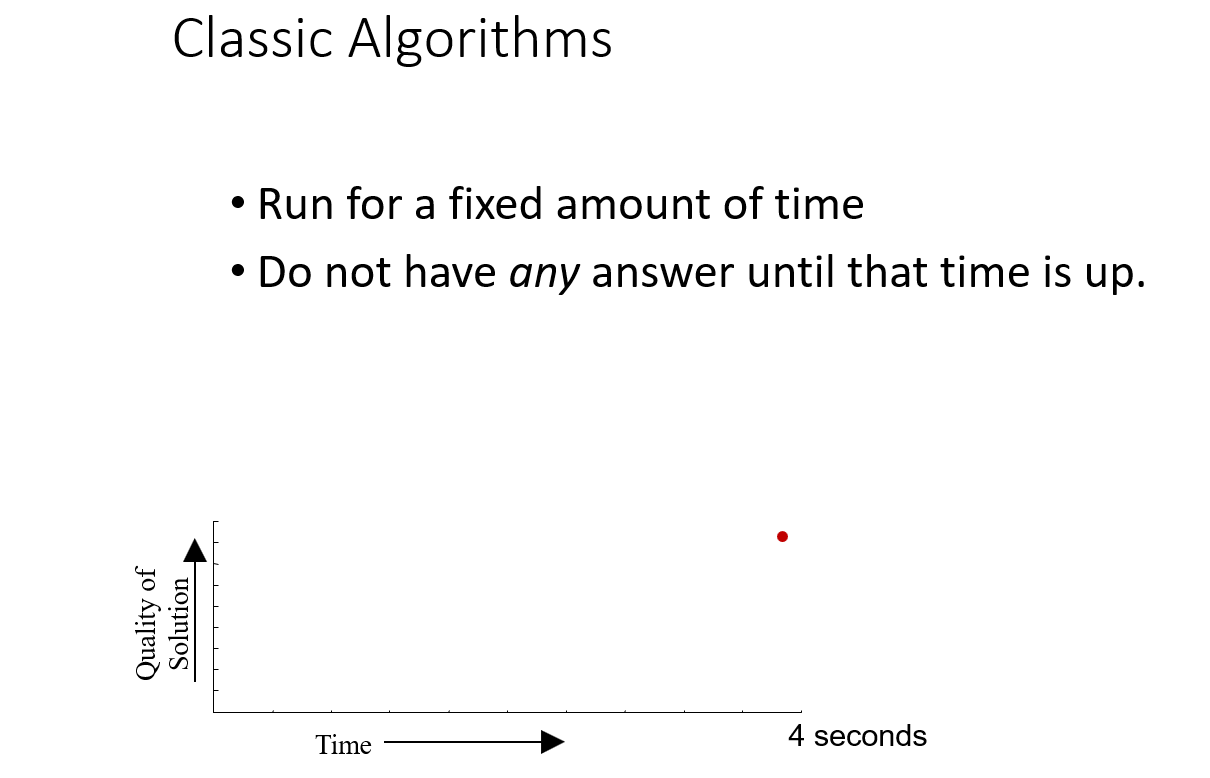 Classic Algorithms
• Run for a fixed amount of time
• Do not have any answer until that time is up.
Quality of
Solution
Time
4 seconds